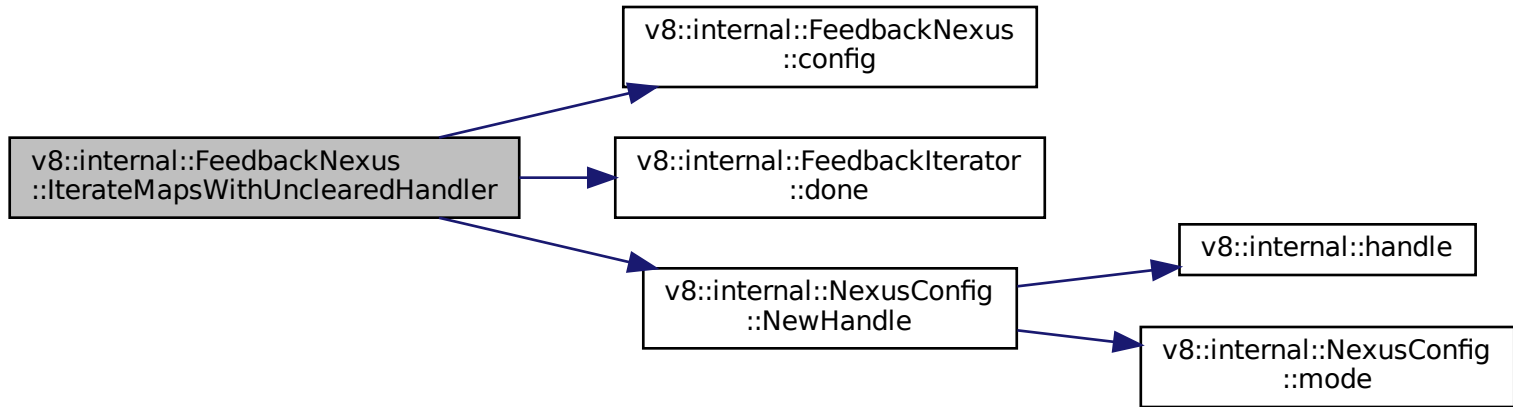 v8::internal::FeedbackNexus
::config
v8::internal::FeedbackNexus
::IterateMapsWithUnclearedHandler
v8::internal::FeedbackIterator
::done
v8::internal::NexusConfig
::NewHandle
v8::internal::handle
v8::internal::NexusConfig
::mode